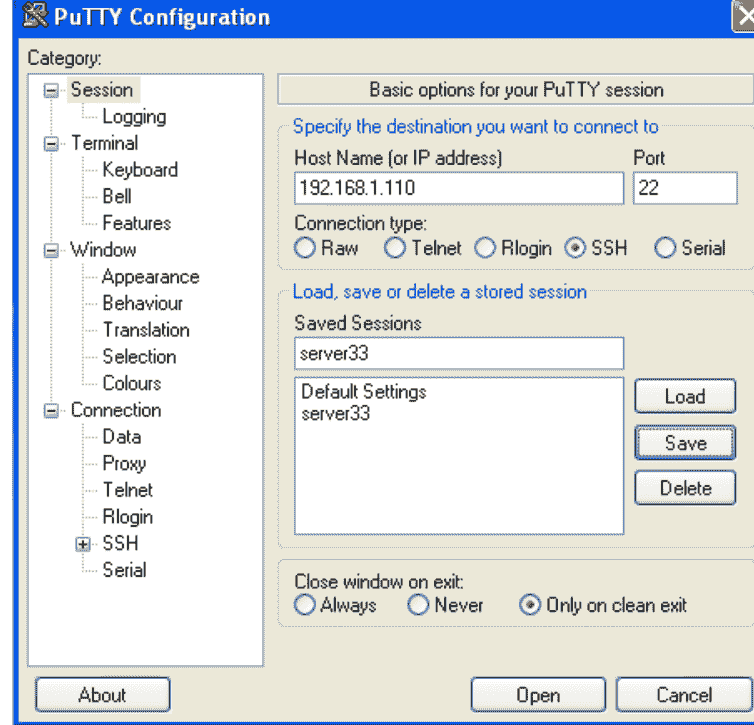 PuTTY Configuration
Category:
Session
Logging
Terminal
Keyboard
Bell
Features
Window
Appearance
Behaviour
Translation
Selection
Colours
Connection
Data
Proxy
Telnet
Rlogin
SSH
Serial
Basic options for your PuTTY session
Specify the destination you want to connect to
Host Name (or IP address) Port
192.168.1.110 22
Connection type:
Raw Telnet Rlogin SSH Serial
Load, save or delete a stored session
Saved Sessions
server33
Default Settings
server33
Load
Save
Delete
Close window on exit:
Always Never Only on clean exit
About Open Cancel